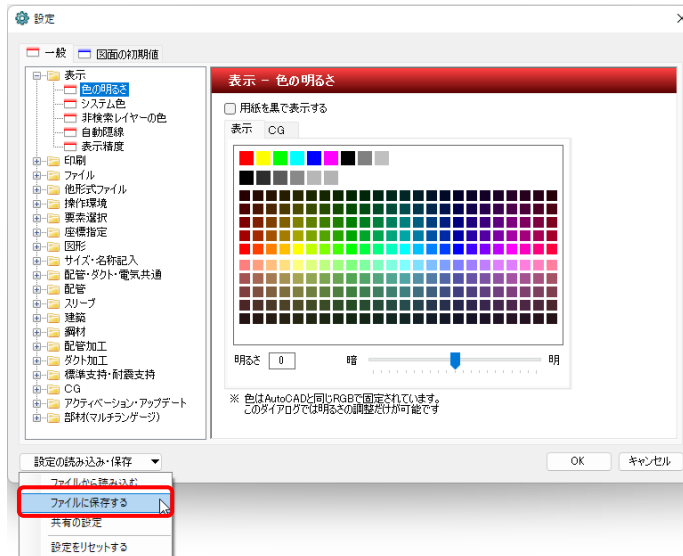 設定
一般 図面の初期値
表示
色の明るさ
システム色
非検索レイヤーの色
自動隠線
表示精度
印刷
ファイル
他形式ファイル
操作環境
要素選択
座標指定
図形
サイズ・名称記入
配管・ダクト・電気共通
配管
スリーブ
建築
鋼材
配管加工
ダクト加工
標準支持・耐震支持
CG
アクティベーション・アップデート
部材(マルチランゲージ)
表示 - 色の明るさ
用紙を黒で表示する
表示 CG
明るさ 0 暗 明
※ 色はAutoCADと同じRGBで固定されています。
このダイアログでは明るさの調整だけが可能です
設定の読み込み・保存 OK キャンセル
ファイルから読み込む
ファイルに保存する
共有の設定
設定をリセットする